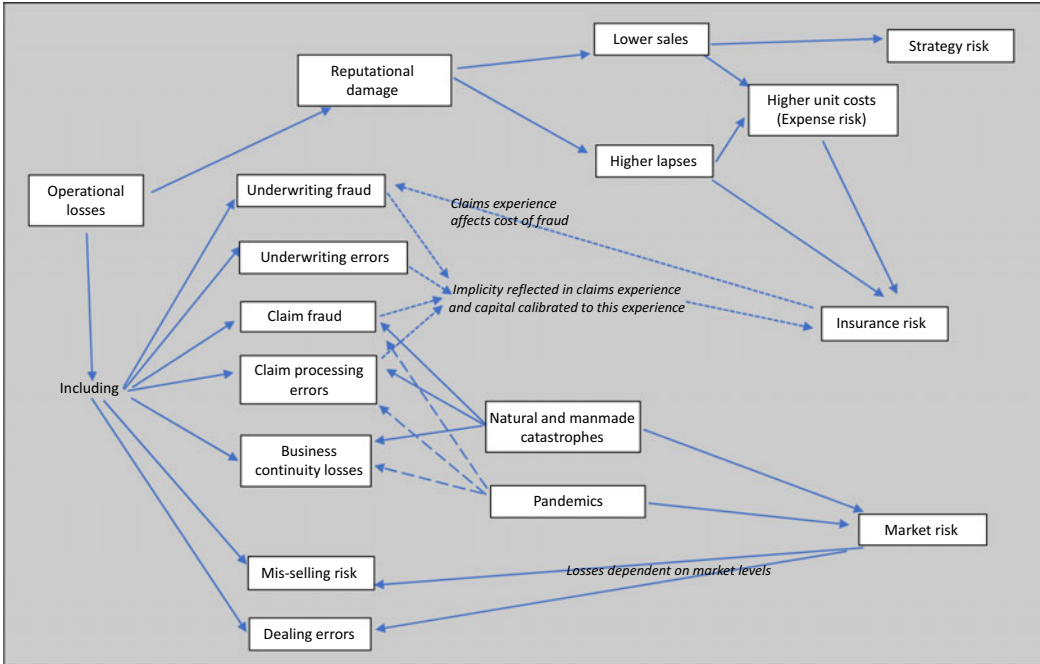 Lower sales
Strategy risk
Reputational
damage
Higher unit costs
(Expense risk)
Higher lapses
Operational
losses
Underwriting fraud
Claims experience
affects cost of fraud
Underwriting errors
Implicity reflected in claims experience
and capital calibrated to this experience
Claim fraud
Insurance risk
Claim processing
errors
Including
Natural and manmade
catastrophes
Business
continuity losses
Pandemics
Market risk
Mis-selling risk
Losses dependent on market levels
Dealing errors